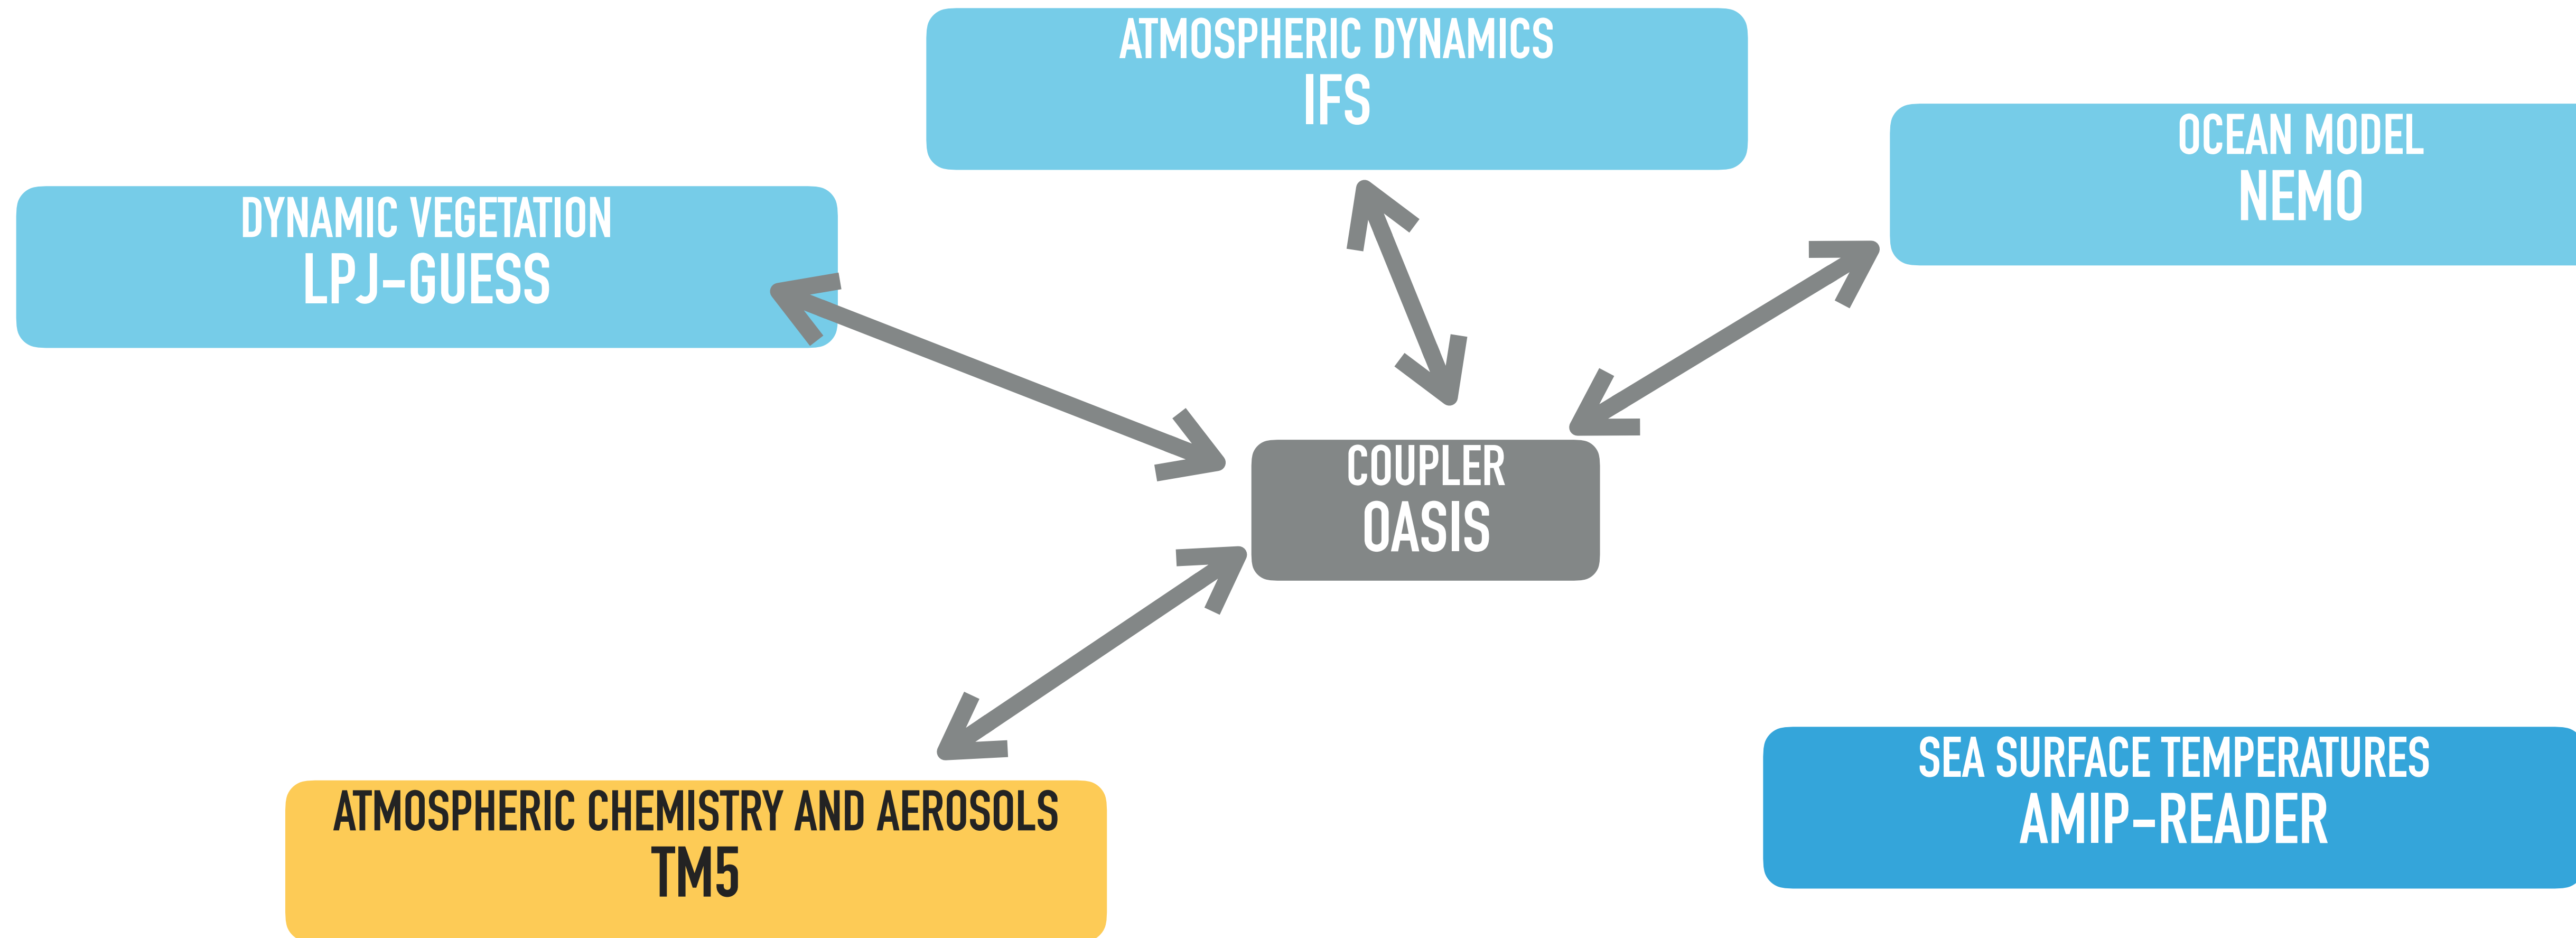 ATMOSPHERIC DYNAMICS
IFS
OCEAN MODEL
NEMO
DYNAMIC VEGETATION
LPJ-GUESS
COUPLER
OASIS
SEA SURFACE TEMPERATURES
AMIP-READER
ATMOSPHERIC CHEMISTRY AND AEROSOLS
TM5